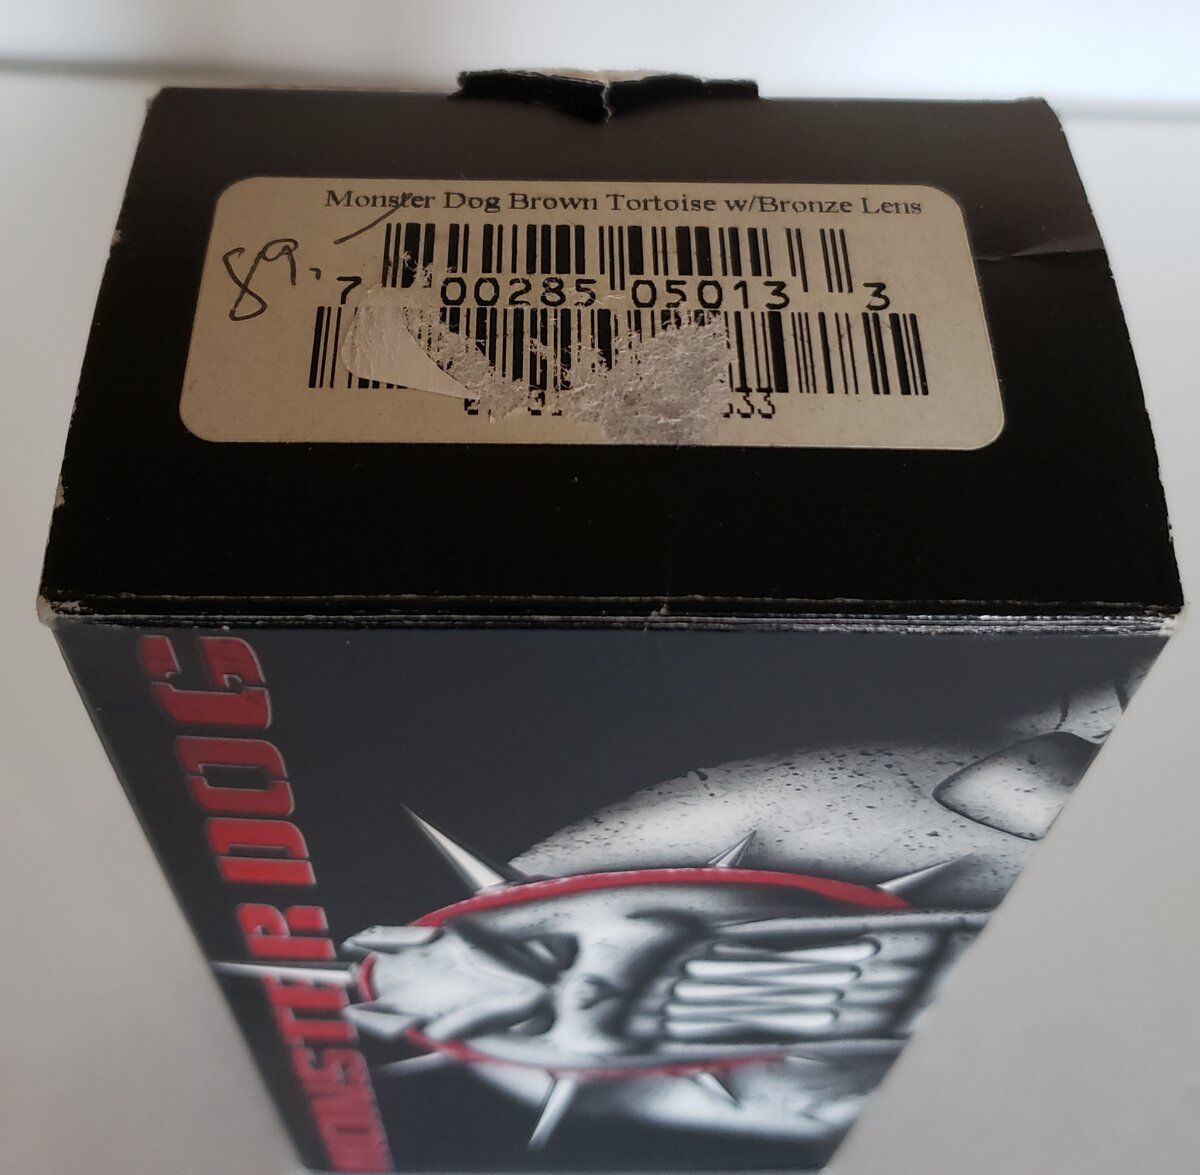 Monster Dog Brown Tortoise w/Bronze Lens
89.
7 00285 05013 3
MONSTER DOG